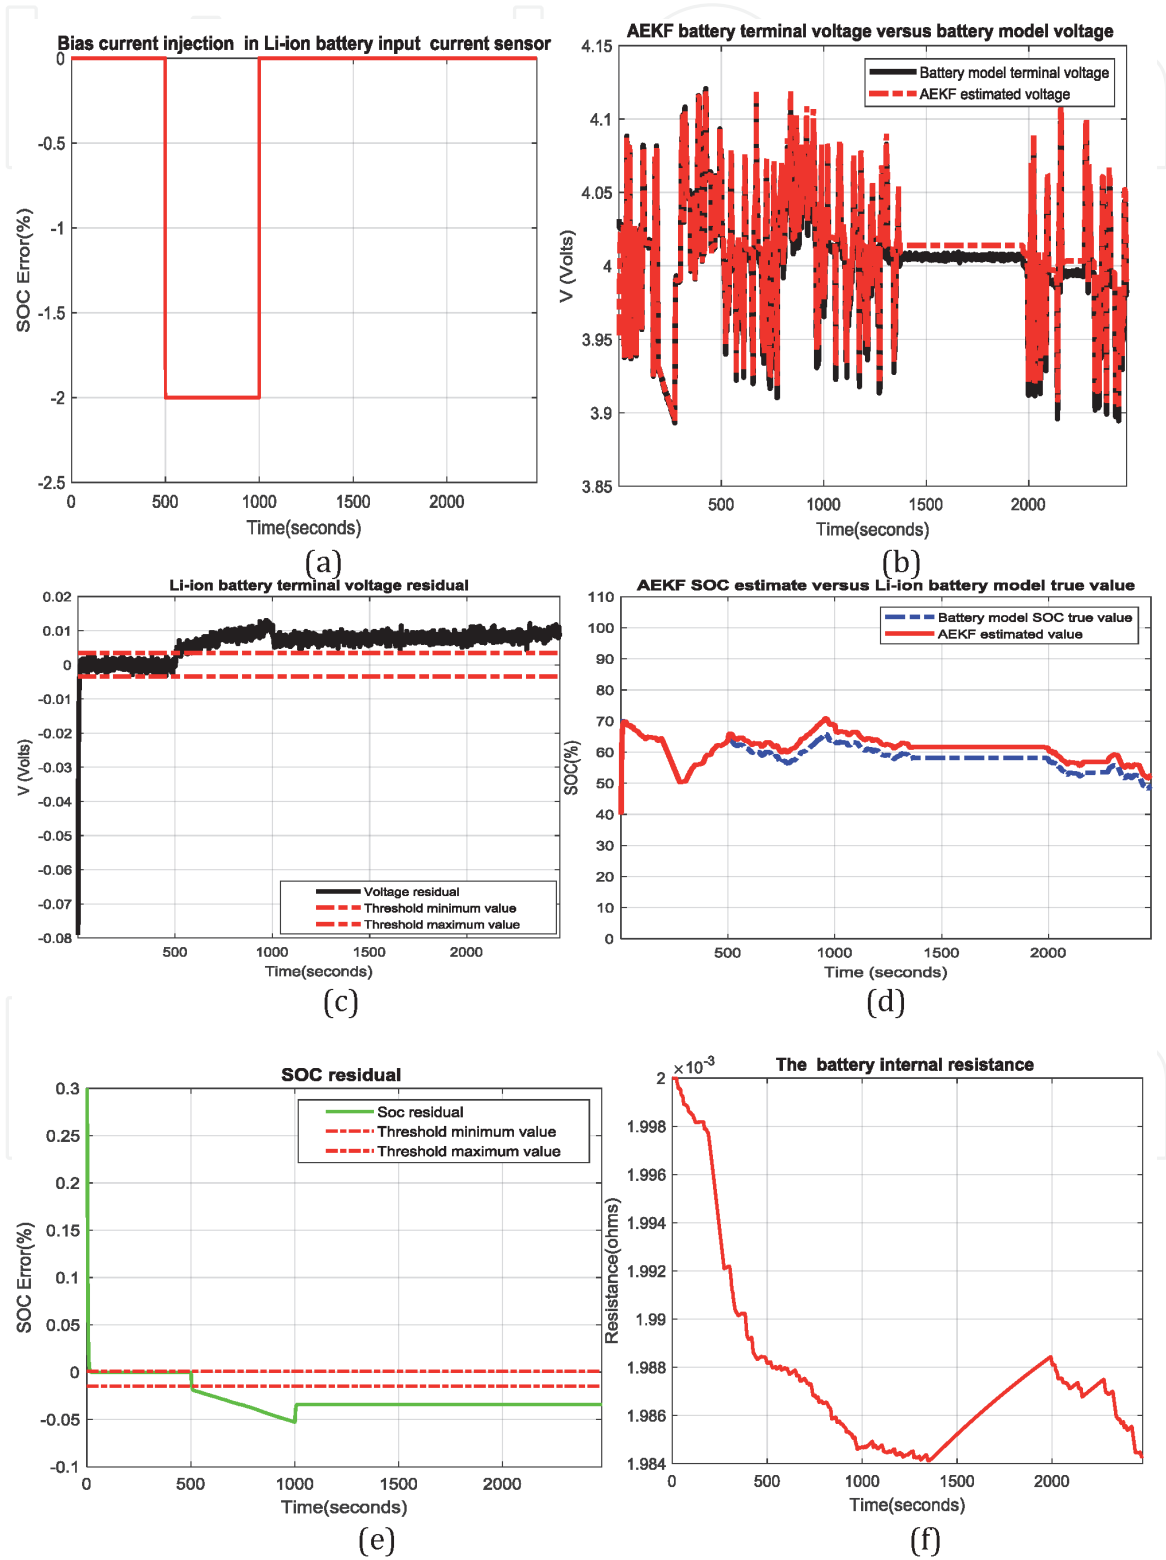 Bias current injection in Li-ion battery input current sensor
0
-0.5
-1
-1.5
-2
-2.5
SOC Error(%)
0
500
1000
1500
2000
Time(seconds)
(a)
AEKF battery terminal voltage versus battery model voltage
4.15
4.1
4.05
4
3.95
3.9
3.85
V (Volts)
Battery model terminal voltage
AEKF estimated voltage
500
1000
1500
2000
Time(seconds)
(b)
Li-ion battery terminal voltage residual
0.02
0.01
0
-0.01
-0.02
-0.03
-0.04
-0.05
-0.06
-0.07
-0.08
V (Volts)
Voltage residual
Threshold minimum value
Threshold maximum value
500
1000
1500
2000
Time(seconds)
(c)
AEKF SOC estimate versus Li-ion battery model true value
110
100
90
80
70
60
50
40
30
20
10
0
SOC(%)
Battery model SOC true value
AEKF estimated value
500
1000
1500
2000
Time (seconds)
(d)
SOC residual
0.3
0.25
0.2
0.15
0.1
0.05
0
-0.05
-0.1
SOC Error(%)
Soc residual
Threshold minimum value
Threshold maximum value
0
500
1000
1500
2000
Time(seconds)
(e)
The battery internal resistance
×10-3
2
1.998
1.996
1.994
1.992
1.99
1.988
1.986
1.984
Resistance(ohms)
0
500
1000
1500
2000
Time(seconds)
(f)